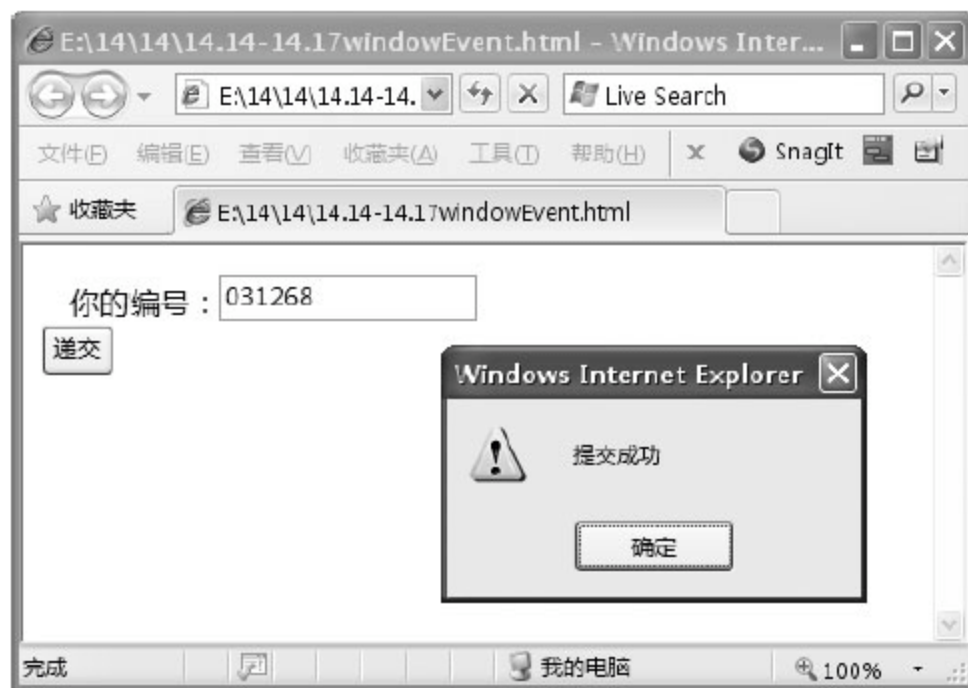 E:\14\14\14.14-14.17windowEvent.html - Windows Inter...
E:\14\14\14.14-14. Live Search
文件(F) 编辑(E) 查看(V) 收藏夹(A) 工具(T) 帮助(H) x SnagIt
收藏夹 E:\14\14\14.14-14.17windowEvent.html
你的编号：031268
递交
Windows Internet Explorer
提交成功
确定
完成 我的电脑 100%